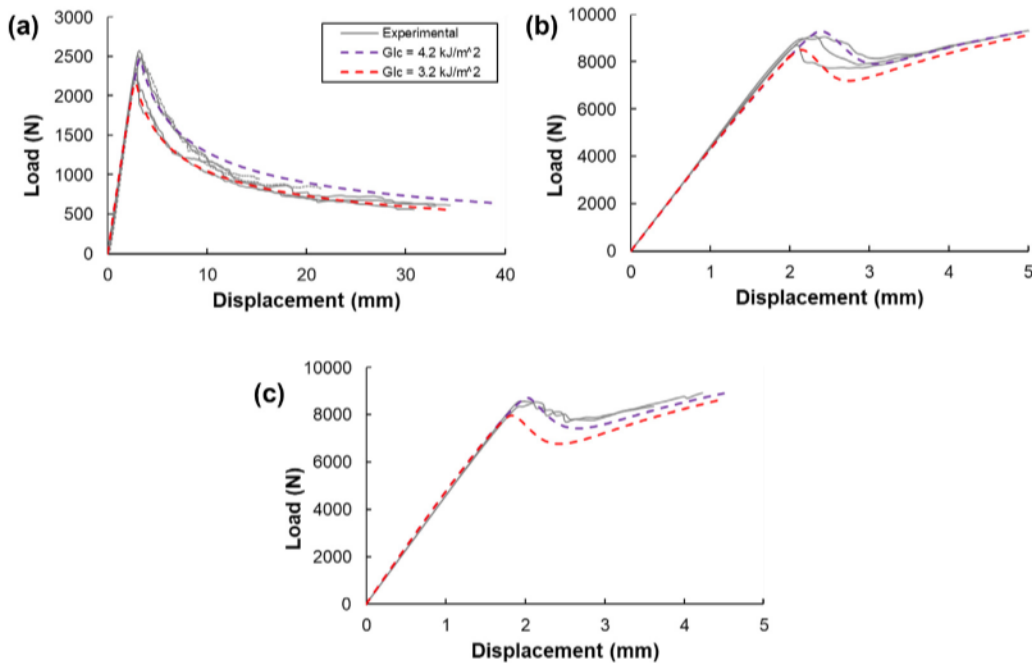 (a)
3000
2500
2000
1500
1000
500
0
Load (N)
0 10 20 30 40
Displacement (mm)
Experimental
GIc = 4.2 kJ/m^2
GIc = 3.2 kJ/m^2
(b)
10000
8000
6000
4000
2000
0
Load (N)
0 1 2 3 4 5
Displacement (mm)
(c)
10000
8000
6000
4000
2000
0
Load (N)
0 1 2 3 4 5
Displacement (mm)